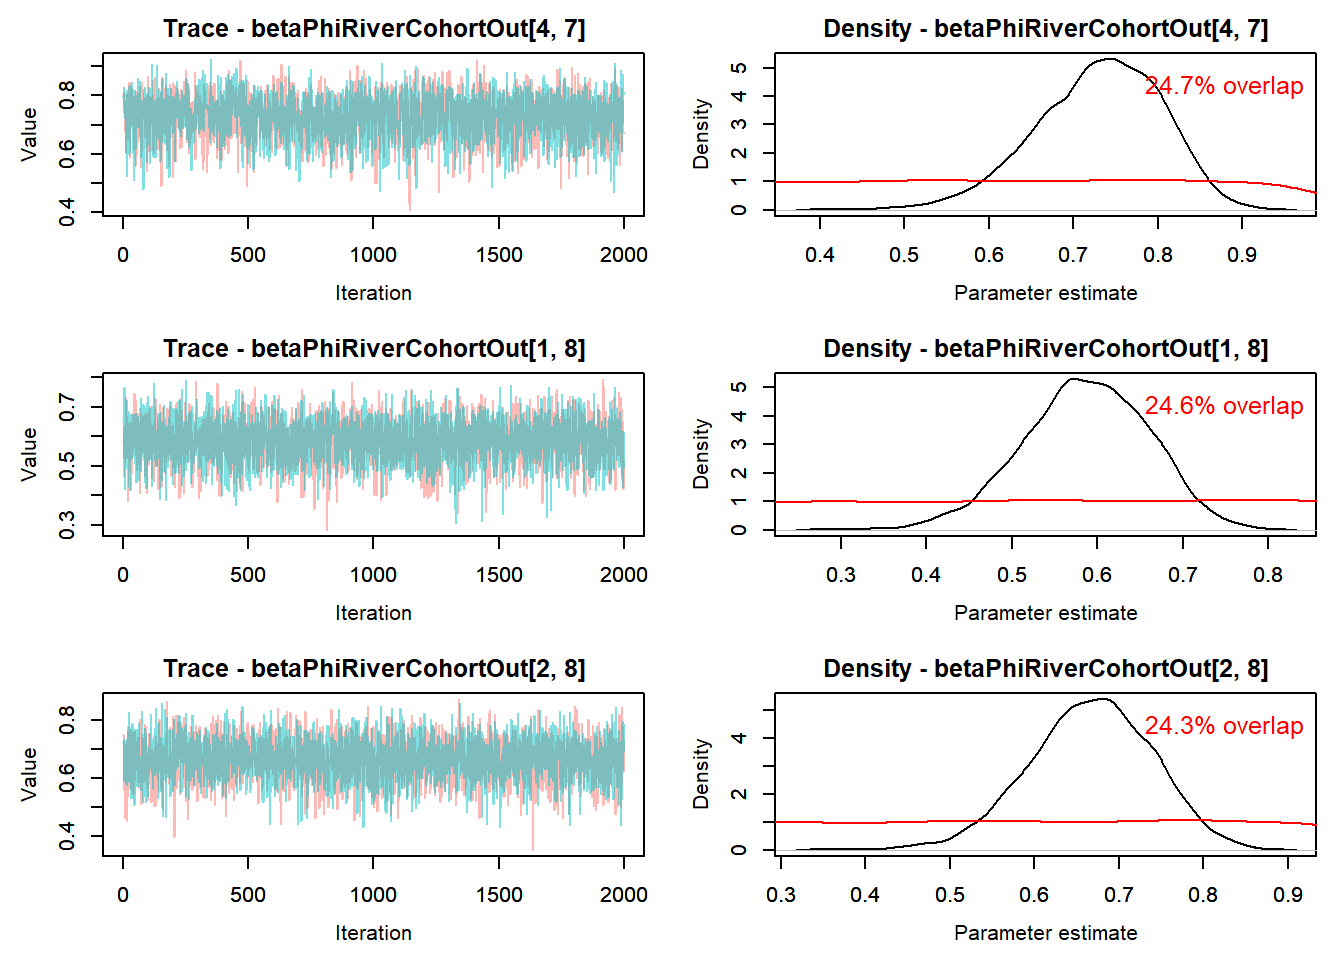 Trace - betaPhiRiverCohortOut[4, 7]
Value
0.4 0.6 0.8
0 500 1000 1500 2000
Iteration
Density - betaPhiRiverCohortOut[4, 7]
24.7% overlap
Density
0 1 2 3 4 5
0.4 0.5 0.6 0.7 0.8 0.9
Parameter estimate
Trace - betaPhiRiverCohortOut[1, 8]
Value
0.3 0.5 0.7
0 500 1000 1500 2000
Iteration
Density - betaPhiRiverCohortOut[1, 8]
24.6% overlap
Density
0 1 2 3 4 5
0.3 0.4 0.5 0.6 0.7 0.8
Parameter estimate
Trace - betaPhiRiverCohortOut[2, 8]
Value
0.4 0.6 0.8
0 500 1000 1500 2000
Iteration
Density - betaPhiRiverCohortOut[2, 8]
24.3% overlap
Density
0 2 4
0.3 0.4 0.5 0.6 0.7 0.8 0.9
Parameter estimate